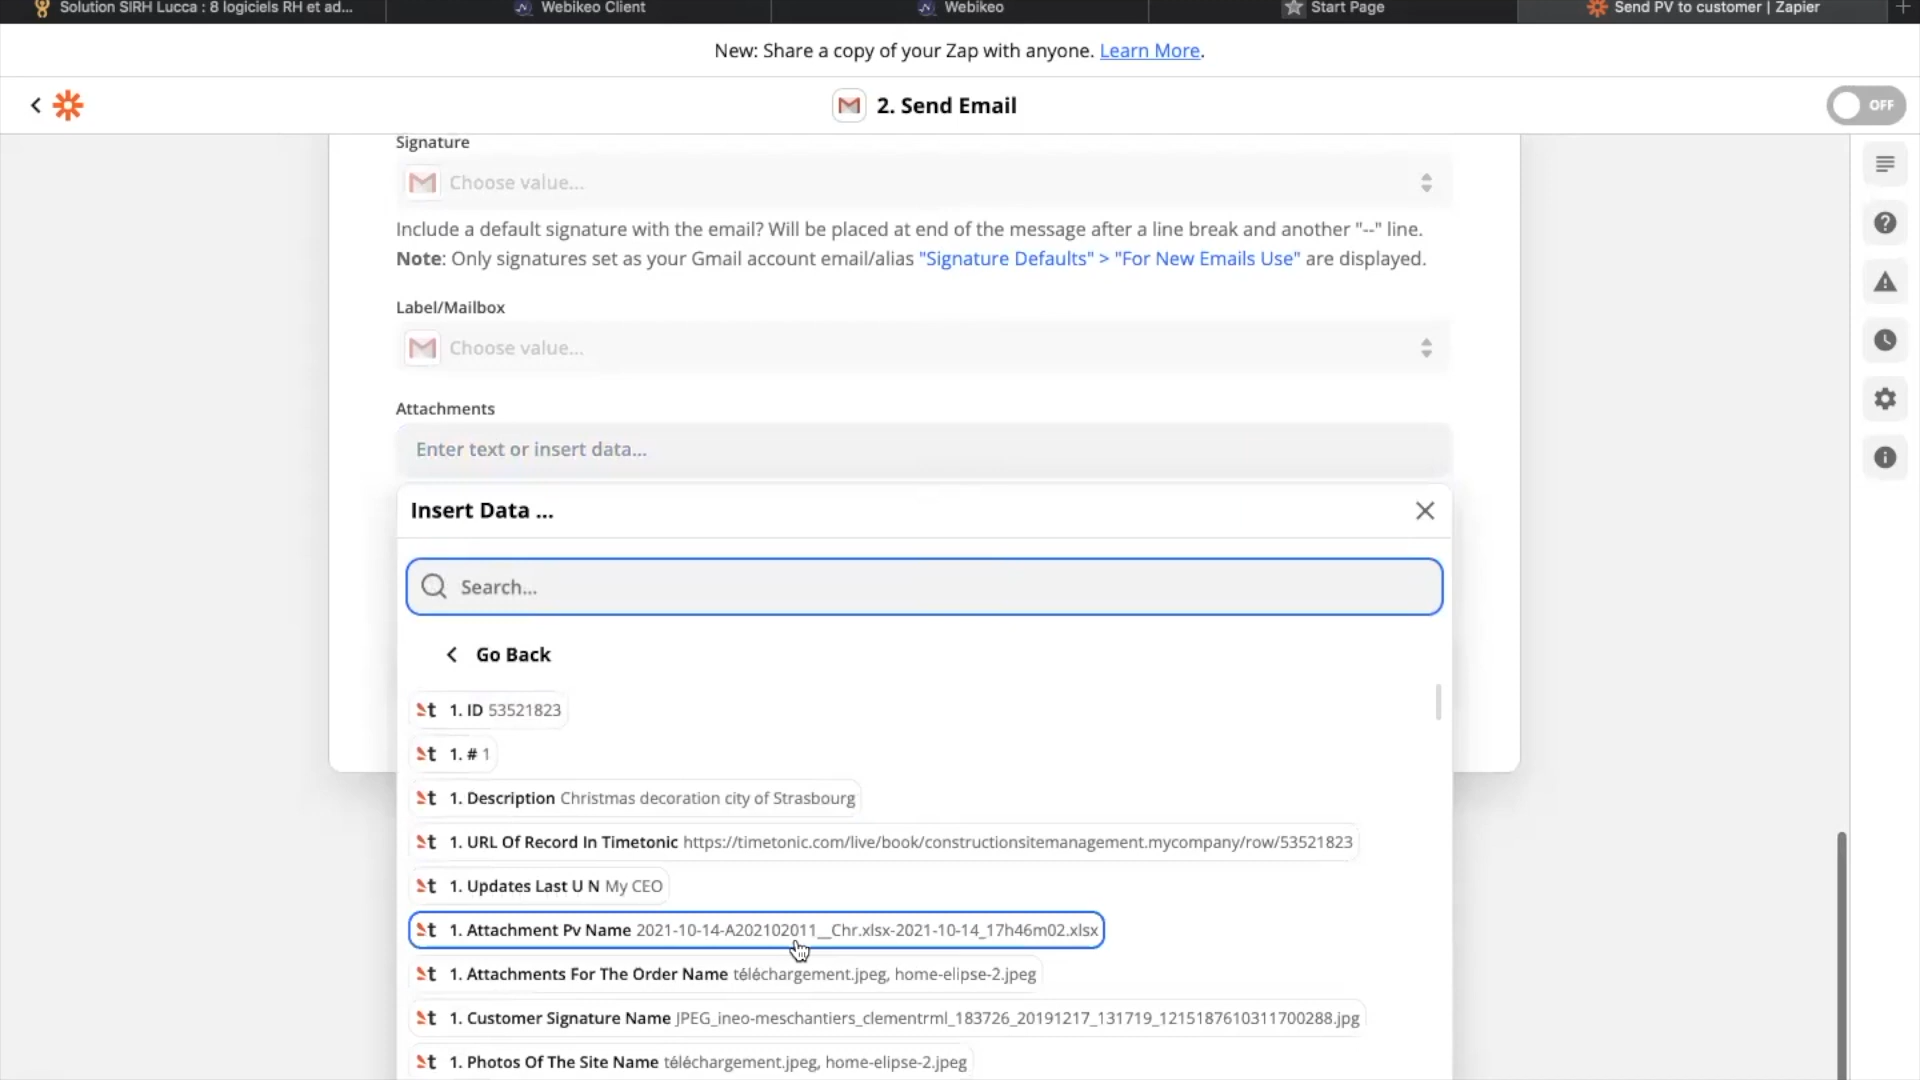 Solution SIRH Lucca : 8 logiciels RH et ad...
Webikeo Client
Webikeo
Start Page
Send PV to customer | Zapier
New: Share a copy of your Zap with anyone. Learn More.
2. Send Email
OFF
Signature
Choose value...
Include a default signature with the email? Will be placed at end of the message after a line break and another "--" line.
Note: Only signatures set as your Gmail account email/alias "Signature Defaults" > "For New Emails Use" are displayed.
Label/Mailbox
Choose value...
Attachments
Enter text or insert data...
Insert Data ...
Search...
Go Back
t 1. ID 53521823
t 1. # 1
t 1. Description Christmas decoration city of Strasbourg
t 1. URL Of Record In Timetonic https://timetonic.com/live/book/constructionsitemanagement.mycompany/row/53521823
t 1. Updates Last U N My CEO
t 1. Attachment Pv Name 2021-10-14-A202102011__Chr.xlsx-2021-10-14_17h46m02.xlsx
t 1. Attachments For The Order Name téléchargement.jpeg, home-elipse-2.jpeg
t 1. Customer Signature Name JPEG_ineo-meschantiers_clementrml_183726_20191217_131719_1215187610311700288.jpg
t 1. Photos Of The Site Name téléchargement.jpeg, home-elipse-2.jpeg